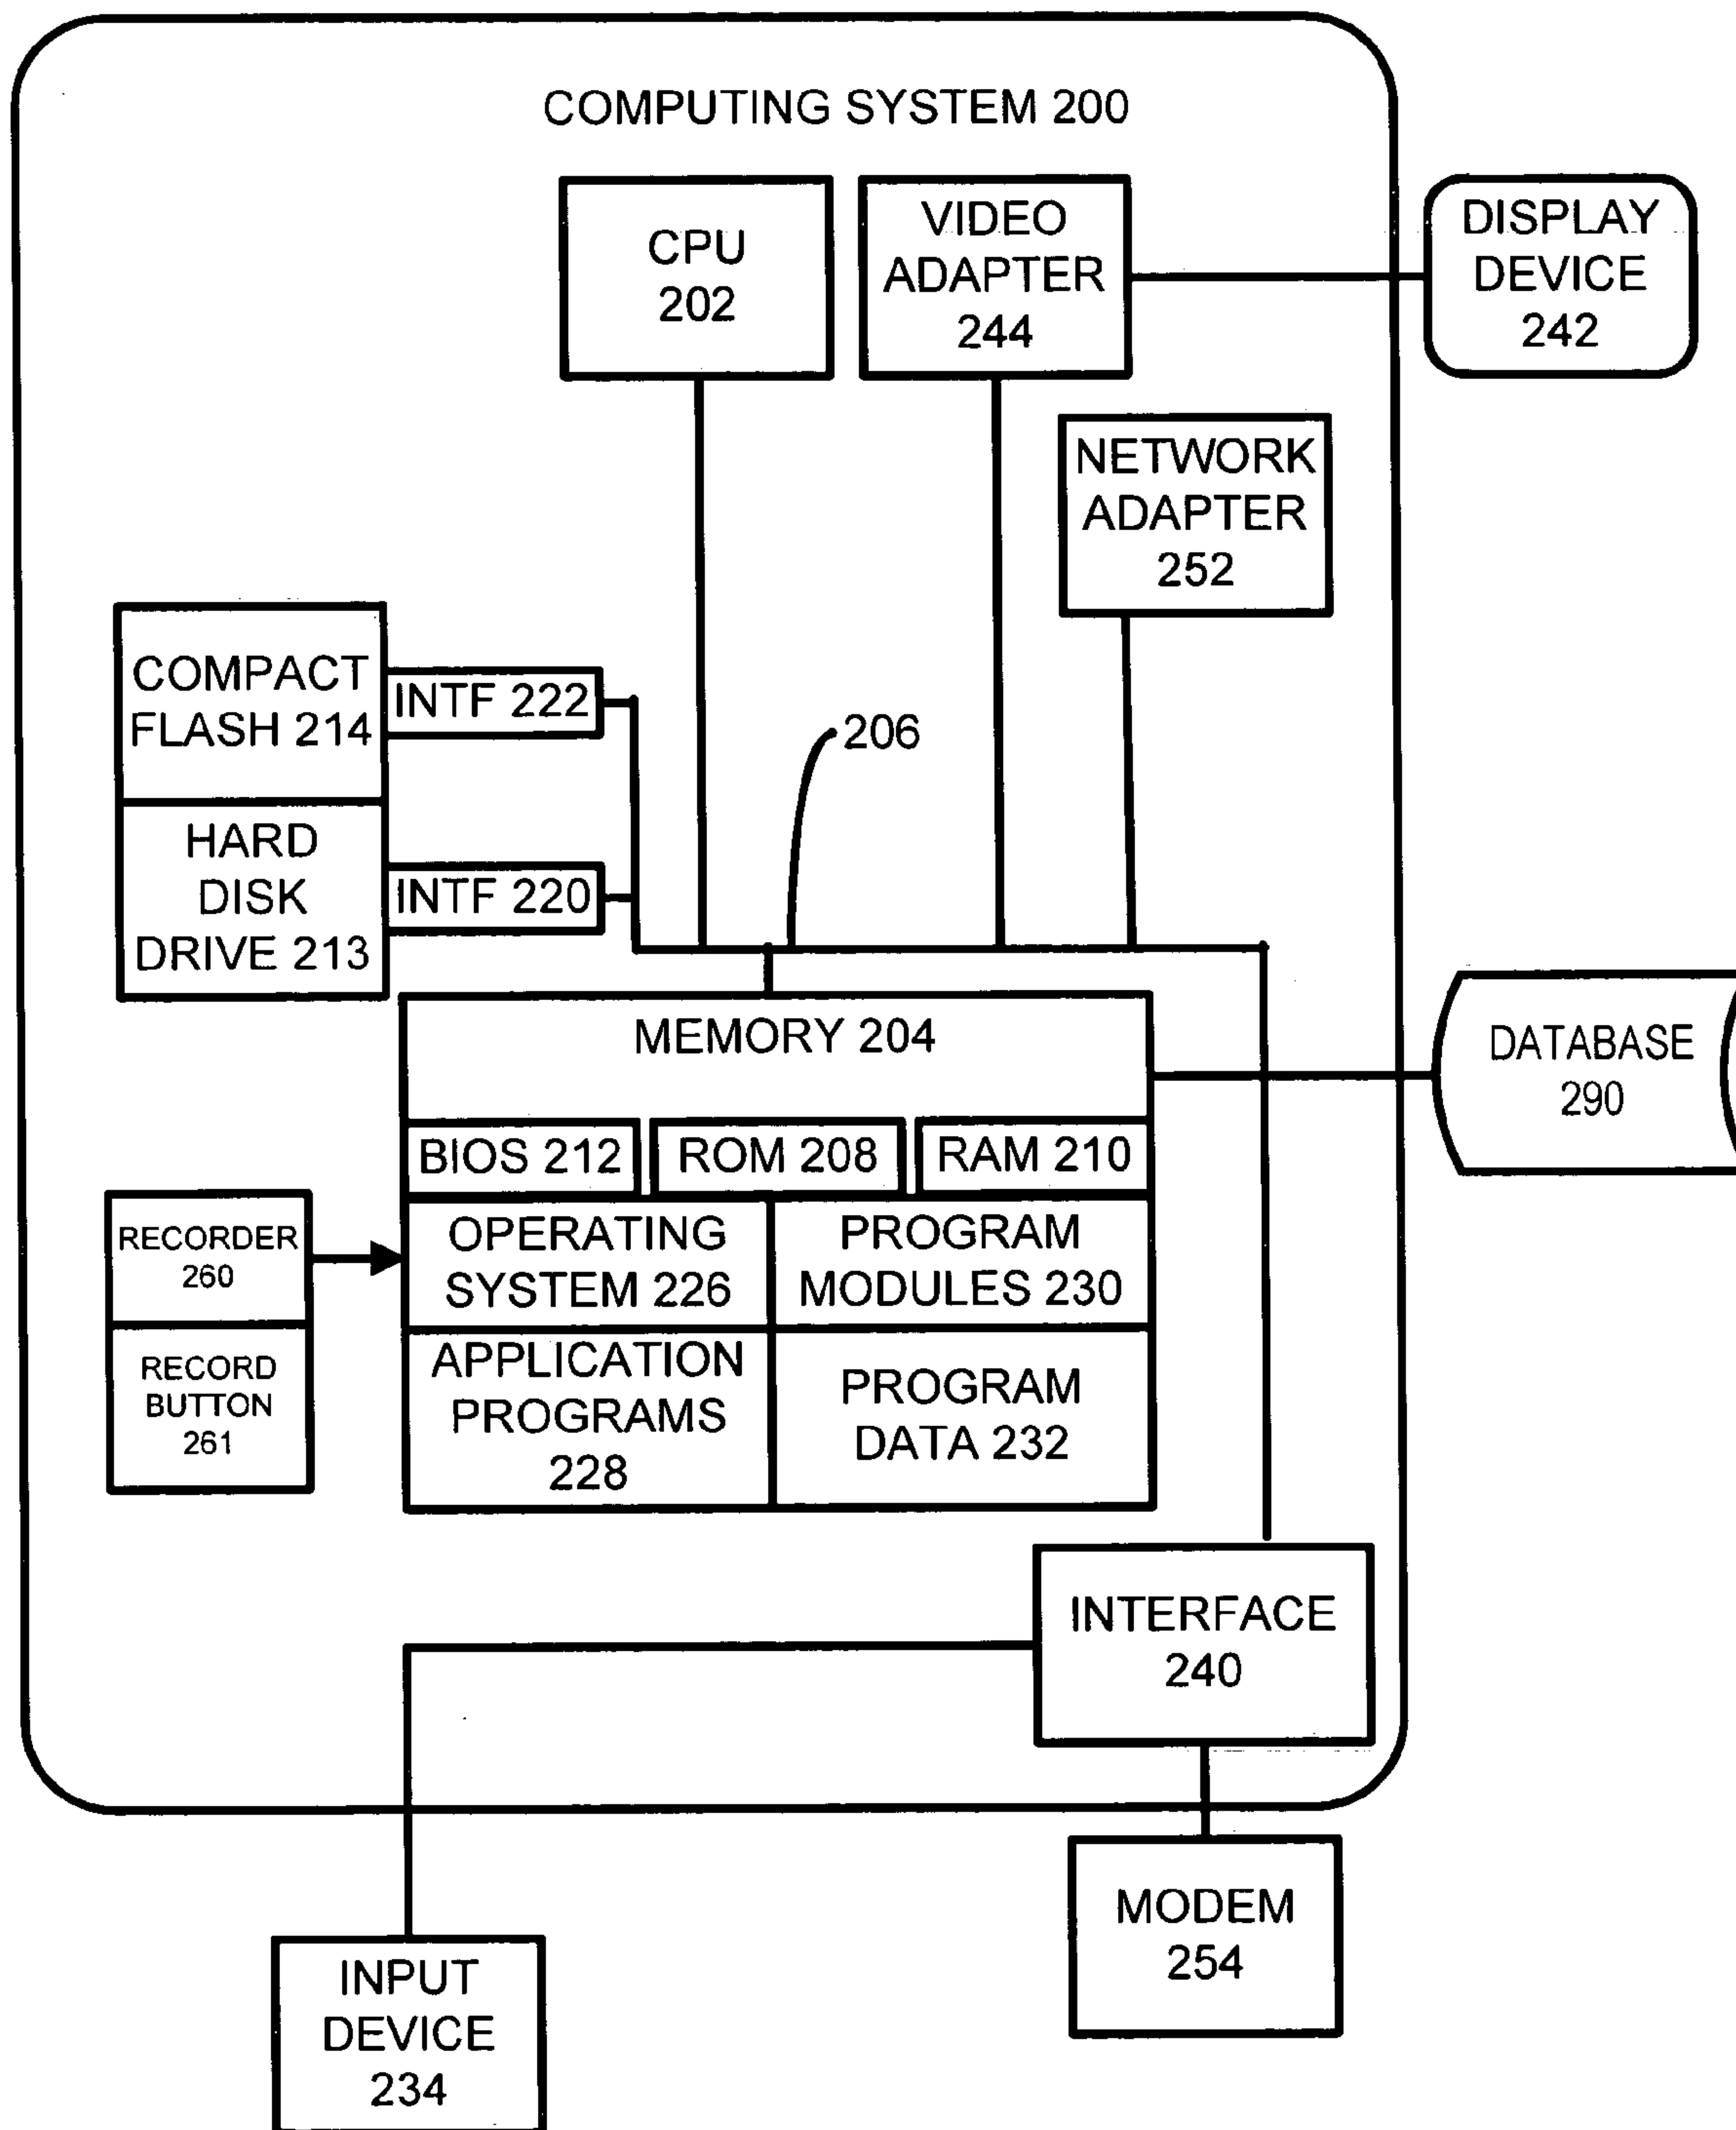 COMPUTING SYSTEM 200
CPU
202
VIDEO
ADAPTER
244
DISPLAY
DEVICE
242
NETWORK
ADAPTER
252
COMPACT
FLASH 214
INTF 222
206
HARD
DISK
DRIVE 213
INTF 220
MEMORY 204
DATABASE
290
BIOS 212
ROM 208
RAM 210
RECORDER
260
OPERATING
SYSTEM 226
PROGRAM
MODULES 230
RECORD
BUTTON
261
APPLICATION
PROGRAMS
228
PROGRAM
DATA 232
INTERFACE
240
MODEM
254
INPUT
DEVICE
234